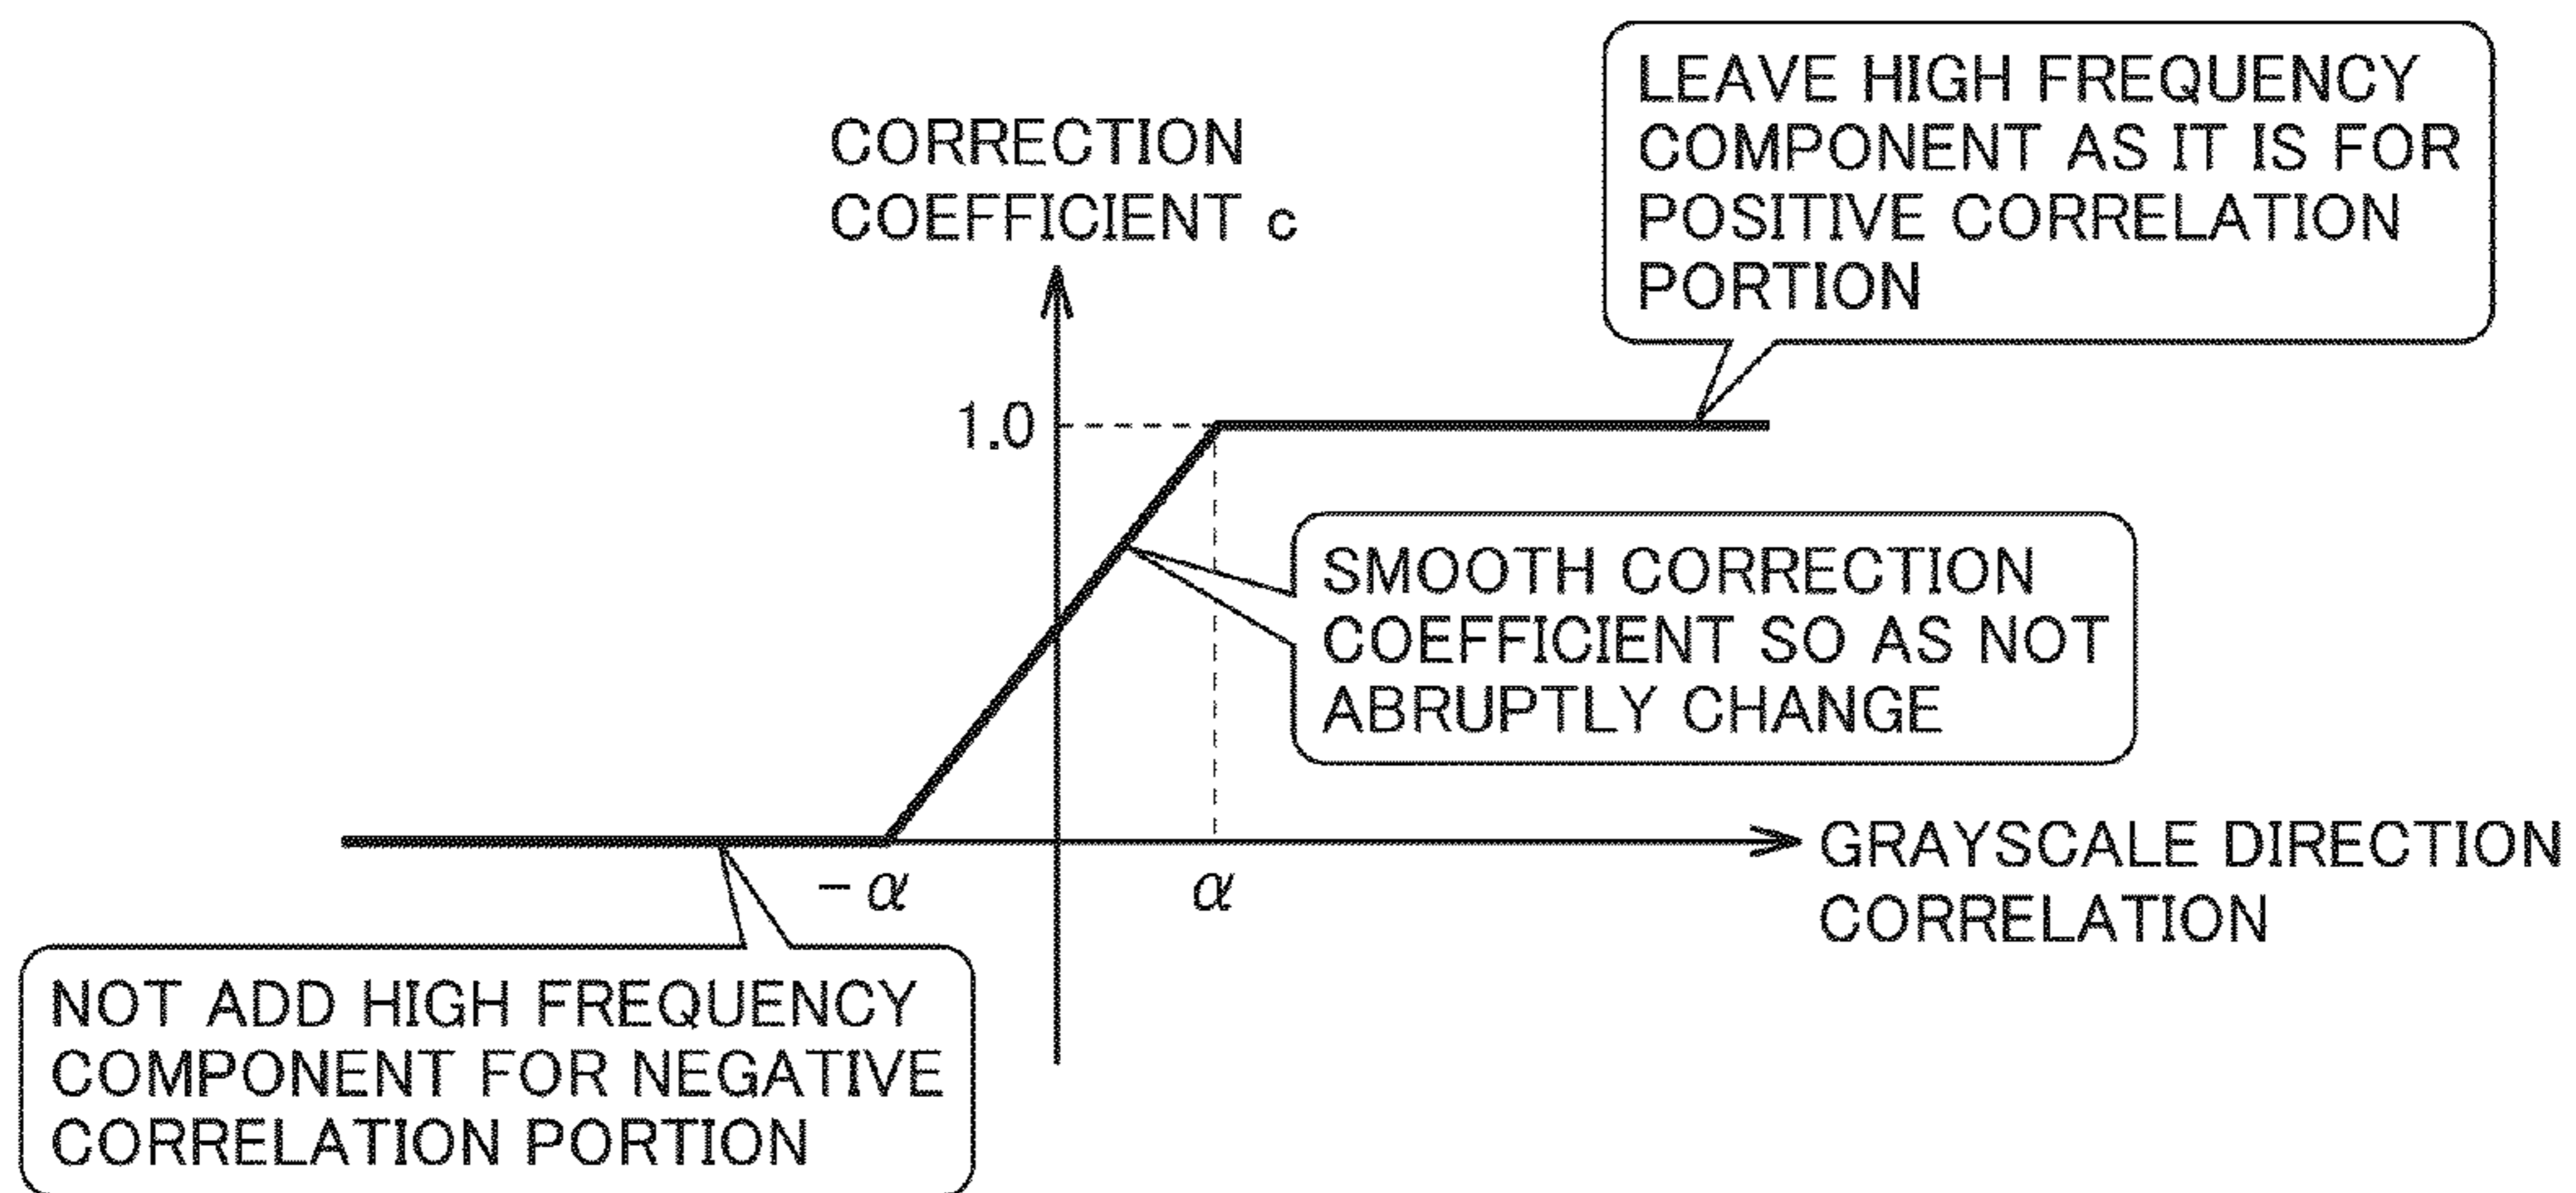 LEAVE HIGH FREQUENCY
COMPONENT AS IT IS FOR
POSITIVE CORRELATION
PORTION
CORRECTION
COEFFICIENT c
1.0
SMOOTH CORRECTION
COEFFICIENT SO AS NOT
ABRUPTLY CHANGE
-α
α
GRAYSCALE DIRECTION
CORRELATION
NOT ADD HIGH FREQUENCY
COMPONENT FOR NEGATIVE
CORRELATION PORTION